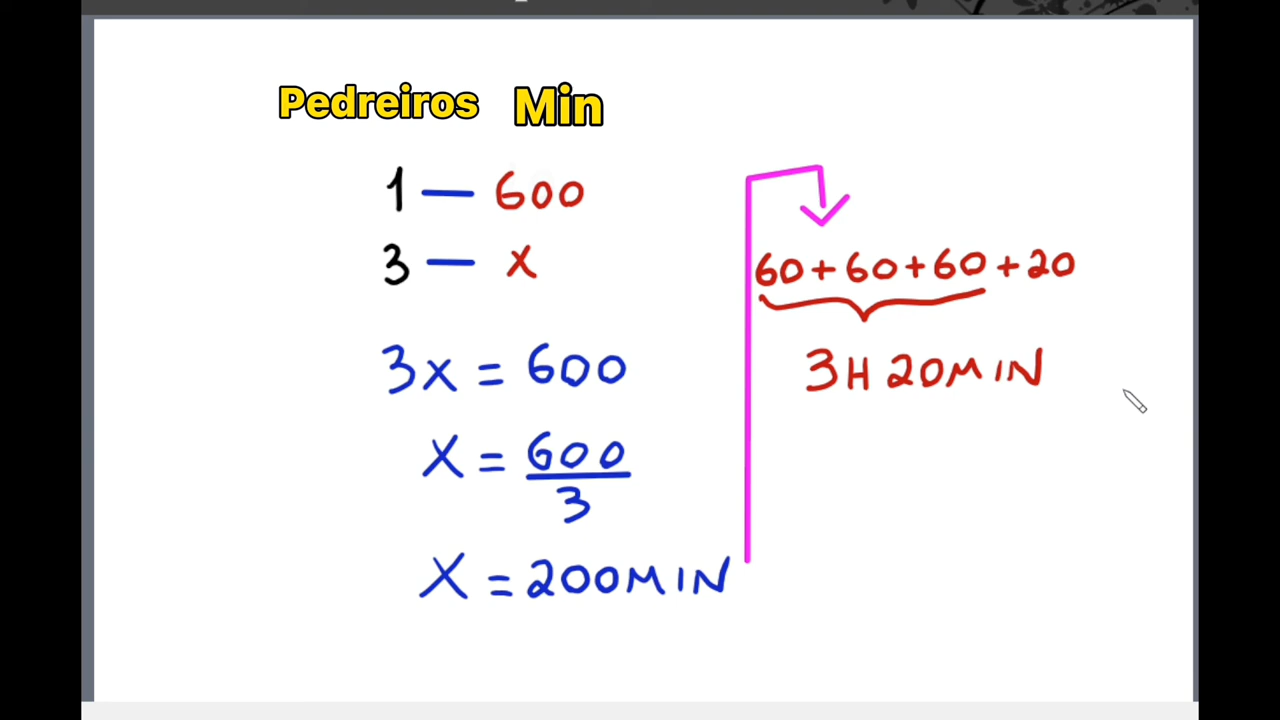 Pedreiros Min
1 — 600
3 — x
3x = 600
X = 600
3
X = 200MIN
60+60+60+20
3H 20MIN